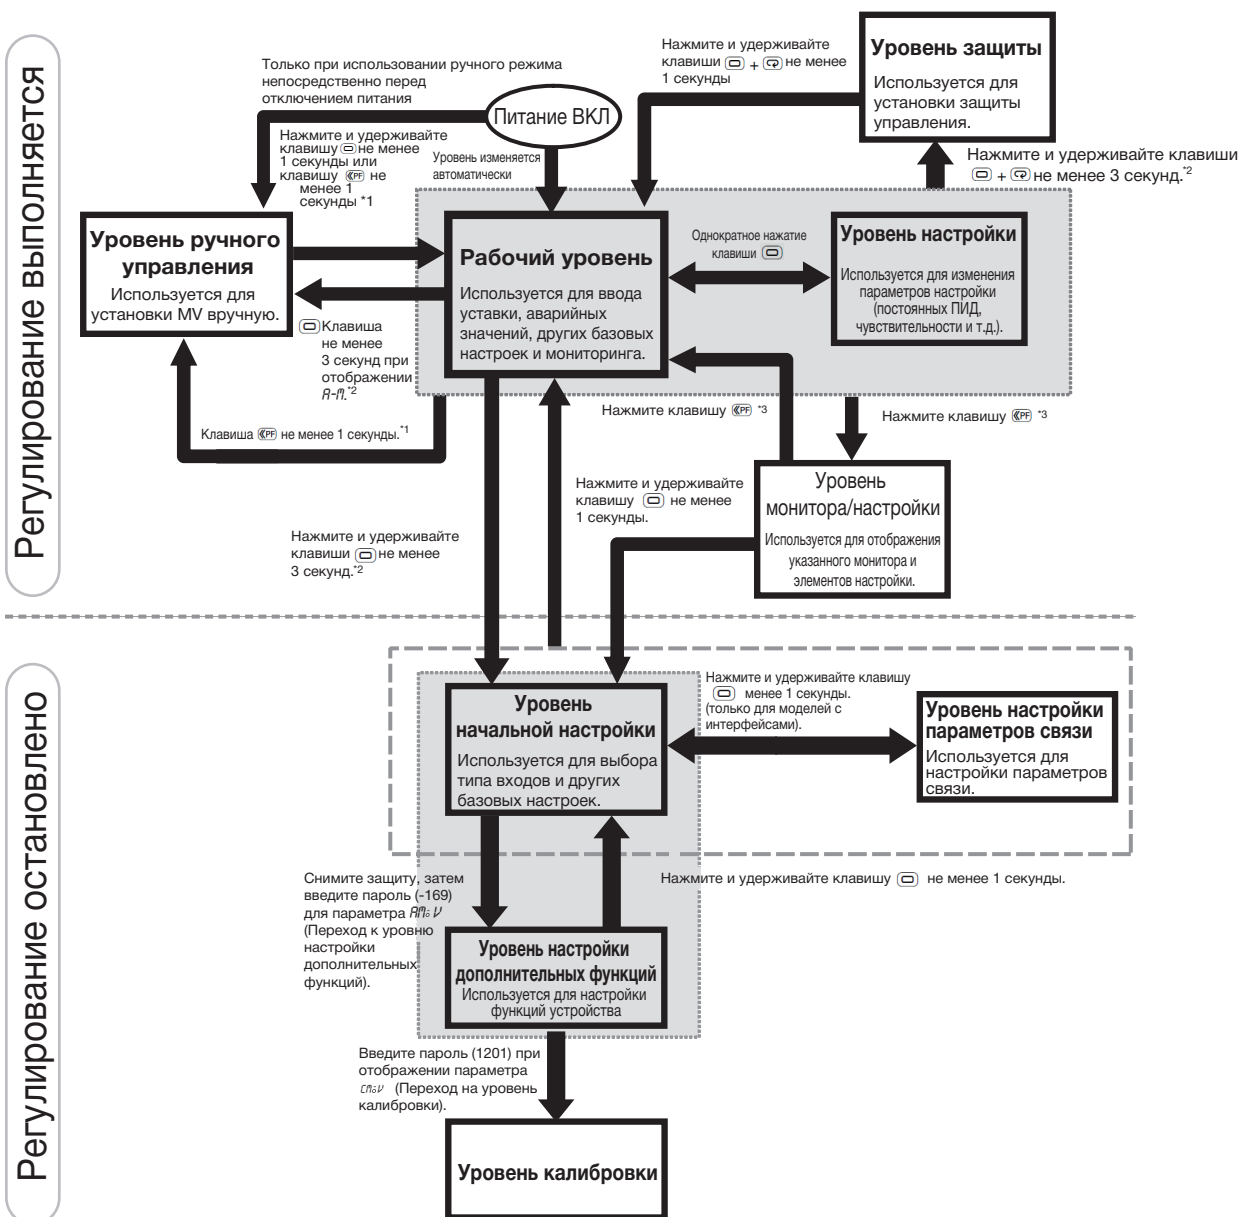 Регулирование выполняется
Только при использовании ручного режима
непосредственно перед
отключением питания
Питание ВКЛ
Нажмите и удерживайте
клавиши + не менее
1 секунды
Уровень защиты
Используется для
установки защиты
управления.
Нажмите и удерживайте
клавишу не менее
1 секунды или
клавишу PF не
менее 1
секунды *1
Уровень изменяется
автоматически
Нажмите и удерживайте клавиши
+ не менее 3 секунд.*2
Уровень ручного
управления
Используется для
установки MV вручную.
Рабочий уровень
Используется для ввода
уставки, аварийных
значений, других базовых
настроек и мониторинга.
Однократное нажатие
клавиши
Уровень настройки
Используется для изменения
параметров настройки
(постоянных ПИД,
чувствительности и т.д.).
Клавиша
не менее
3 секунд при
отображении
A-M.*2
Клавиша PF не менее 1 секунды.*1
Нажмите клавишу PF *3
Нажмите клавишу PF *3
Нажмите и удерживайте
клавишу не менее
1 секунды.
Уровень
монитора/настройки
Используется для отображения
указанного монитора и
элементов настройки.
Нажмите и удерживайте
клавиши не менее
3 секунд.*2
Регулирование остановлено
Уровень
начальной настройки
Используется для выбора
типа входов и других
базовых настроек.
Нажмите и удерживайте клавишу
менее 1 секунды.
(только для моделей с
интерфейсами).
Уровень настройки
параметров связи
Используется для
настройки параметров
связи.
Снимите защиту, затем
введите пароль (-169)
для параметра AMoV
(Переход к уровню
настройки
дополнительных
функций).
Нажмите и удерживайте клавишу не менее 1 секунды.
Уровень настройки
дополнительных функций
Используется для настройки
функций устройства
Введите пароль (1201) при
отображении параметра
CMoV (Переход на уровень
калибровки).
Уровень калибровки